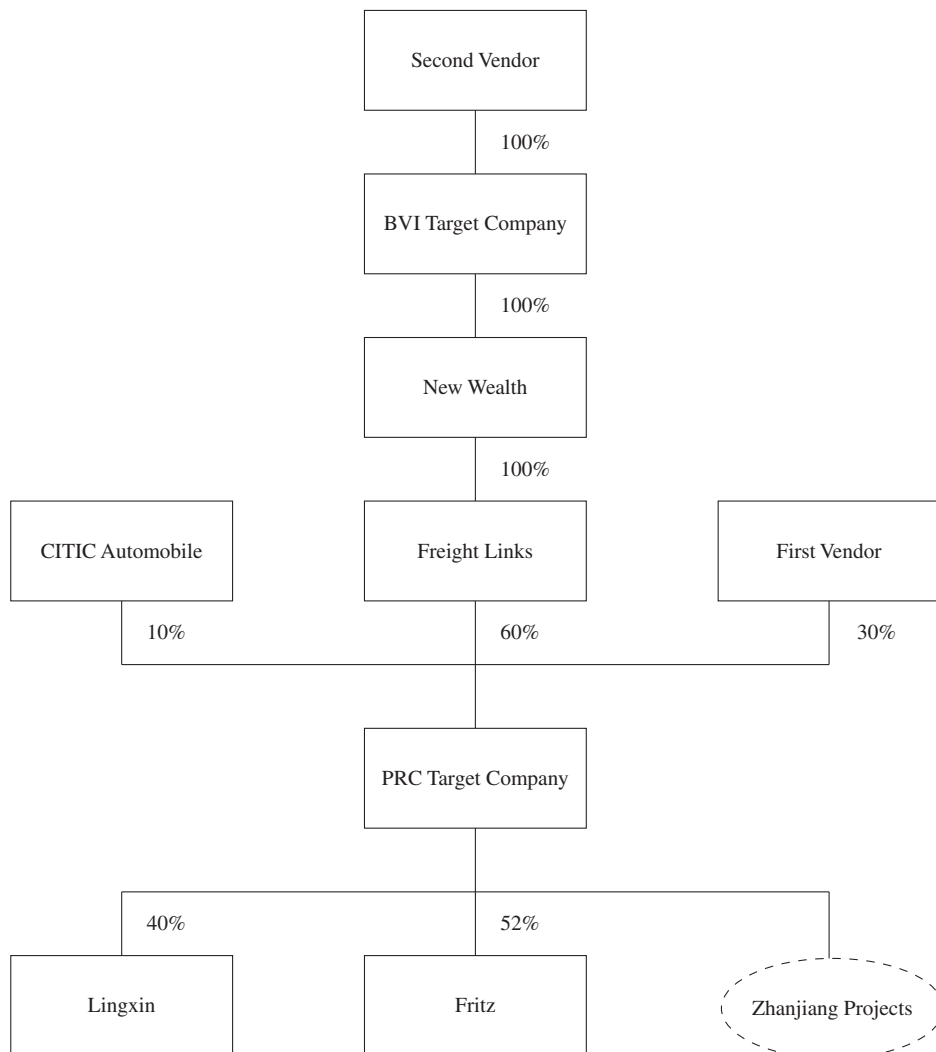 Second Vendor
100%
BVI Target Company
100%
New Wealth
100%
CITIC Automobile
Freight Links
First Vendor
10%
60%
30%
PRC Target Company
40%
52%
Lingxin
Fritz
Zhanjiang Projects